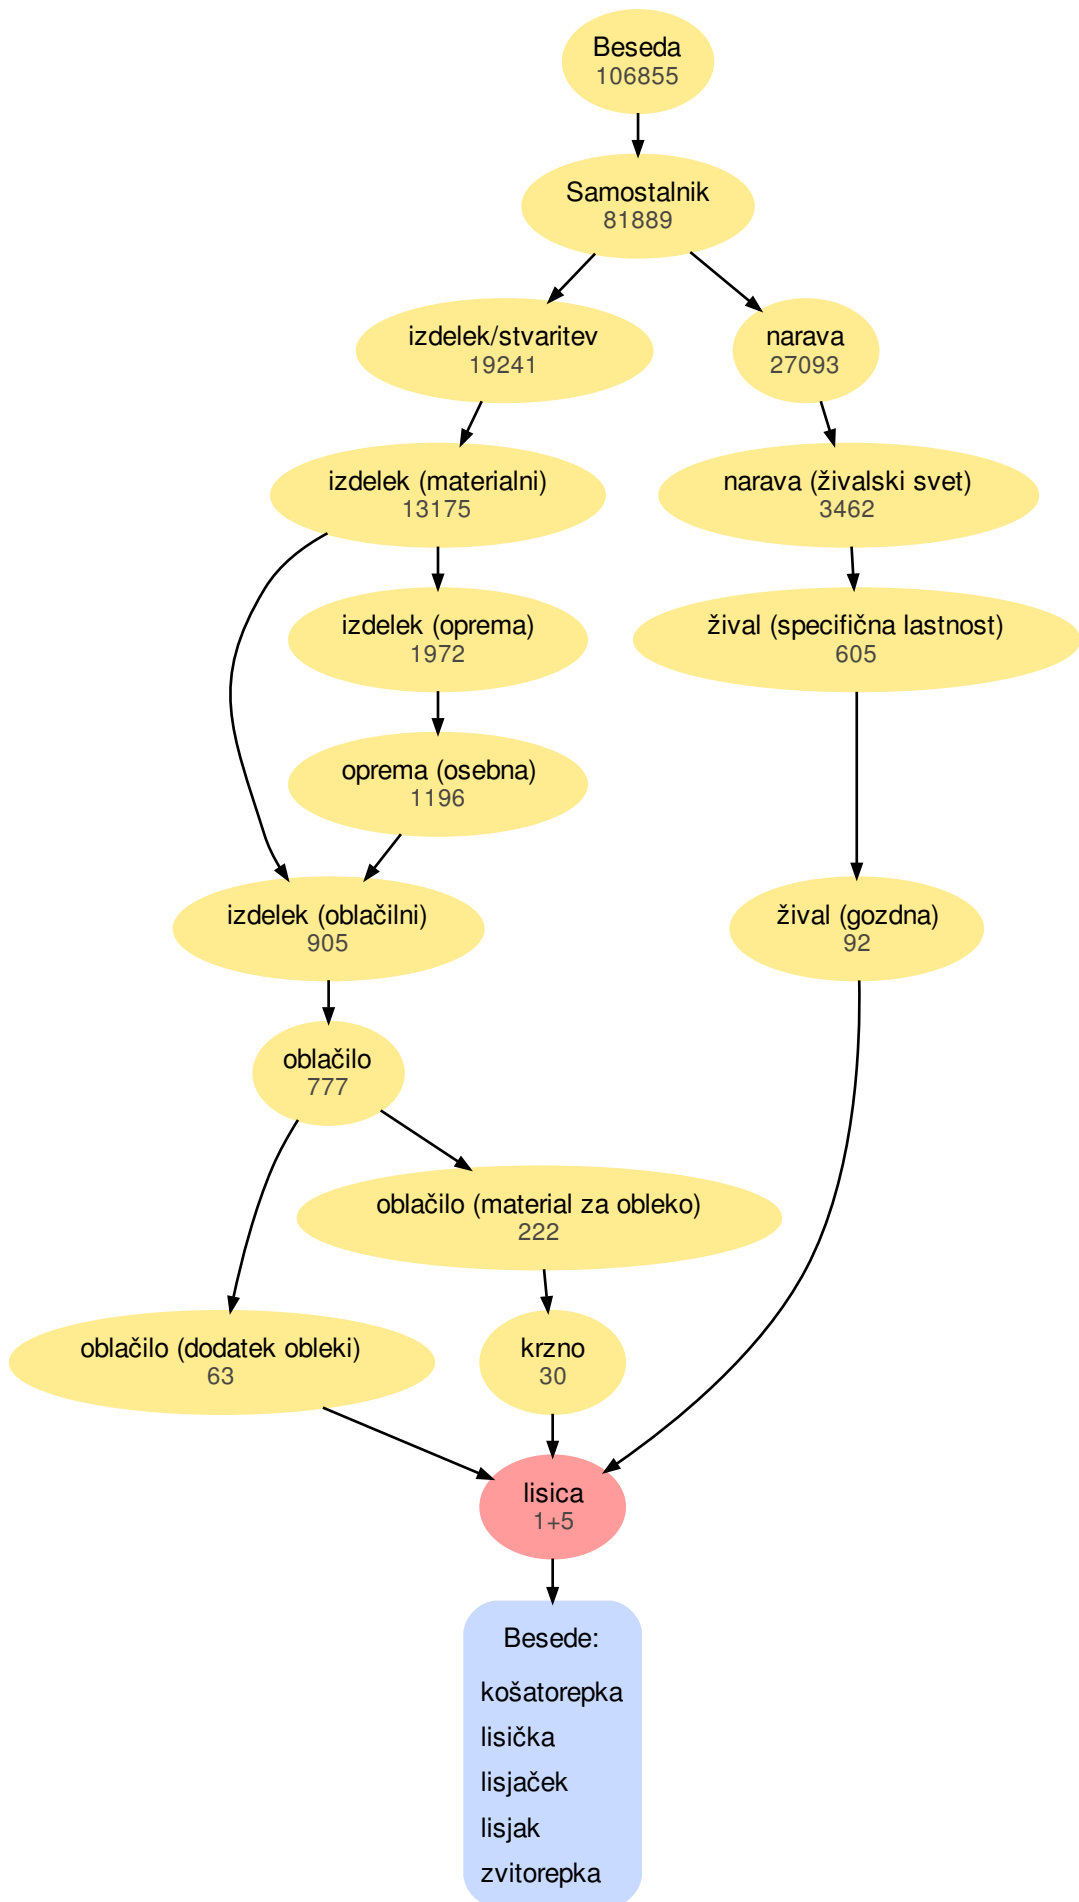 Beseda
106855
Samostalnik
81889
izdelek/stvaritev
19241
narava
27093
izdelek (materialni)
13175
narava (živalski svet)
3462
izdelek (oprema)
1972
žival (specifična lastnost)
605
oprema (osebna)
1196
izdelek (oblačilni)
905
žival (gozdna)
92
oblačilo
777
oblačilo (material za obleko)
222
oblačilo (dodatek obleki)
63
krzno
30
lisica
1+5
Besede:
košatorepka
lisička
lisjaček
lisjak
zvitorepka